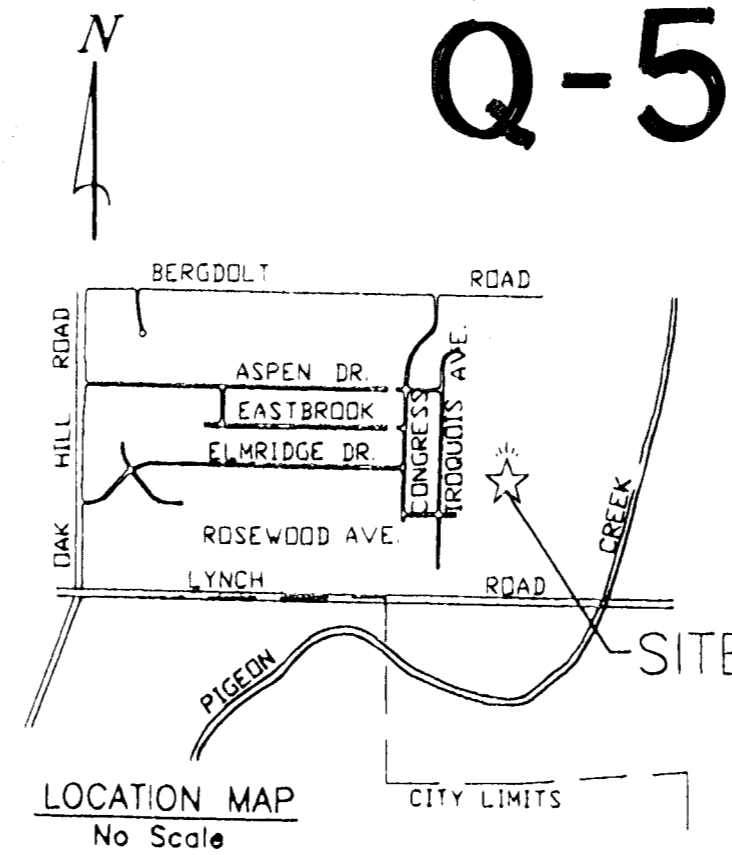 Q-5
N
BERGDOLT ROAD
OAK HILL ROAD
ASPEN DR.
EASTBROOK
ELMRIDGE DR.
CONGRESS
IROQUOIS AVE.
ROSEWOOD AVE.
LYNCH ROAD
PIGEON CREEK
SITE
CITY LIMITS
LOCATION MAP
No Scale